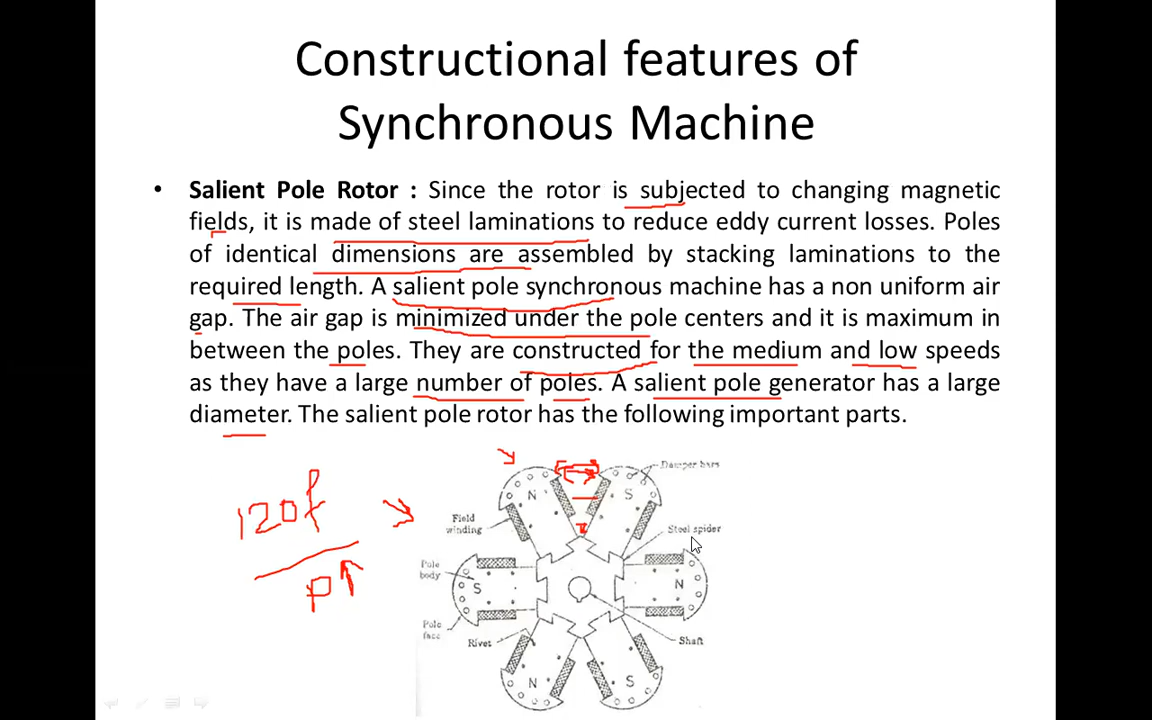 Constructional features of
Synchronous Machine
• Salient Pole Rotor : Since the rotor is subjected to changing magnetic
fields, it is made of steel laminations to reduce eddy current losses. Poles
of identical dimensions are assembled by stacking laminations to the
required length. A salient pole synchronous machine has a non uniform air
gap. The air gap is minimized under the pole centers and it is maximum in
between the poles. They are constructed for the medium and low speeds
as they have a large number of poles. A salient pole generator has a large
diameter. The salient pole rotor has the following important parts.
120f
P
Damper bars
N
S
Field
winding
Steel spider
Pole
body
S
N
Pole
face
Rivet
Shaft
N
S